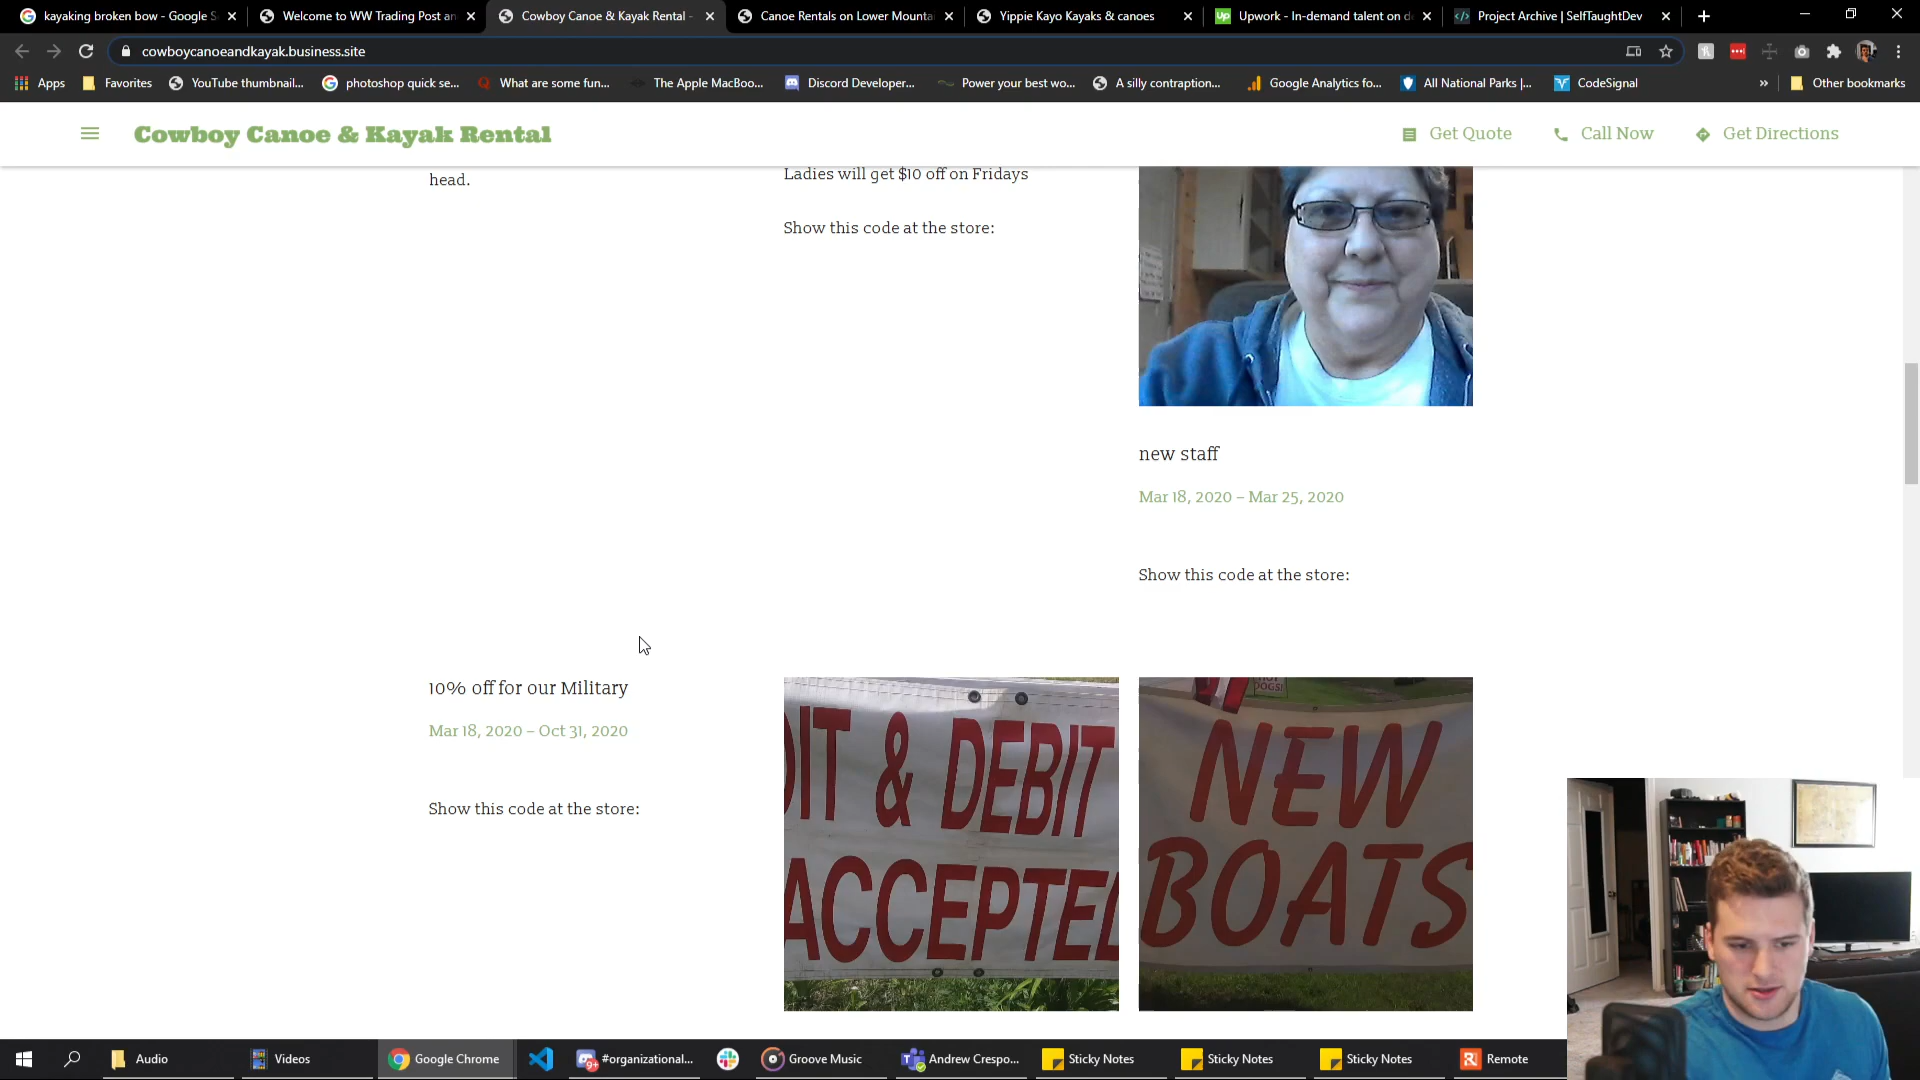 kayaking broken bow - Google S
Welcome to WW Trading Post an
Cowboy Canoe & Kayak Rental -
Canoe Rentals on Lower Mounta
Yippie Kayo Kayaks & canoes
Up Upwork - In-demand talent on d
Project Archive | SelfTaughtDev
cowboycanoeandkayak.business.site
Apps
Favorites
YouTube thumbnail...
photoshop quick se...
What are some fun...
The Apple MacBoo...
Discord Developer...
Power your best wo...
A silly contraption...
Google Analytics fo...
All National Parks |...
CodeSignal
»
Other bookmarks
Cowboy Canoe & Kayak Rental
Get Quote
Call Now
Get Directions
head.
Ladies will get $10 off on Fridays
Show this code at the store:
new staff
Mar 18, 2020 – Mar 25, 2020
Show this code at the store:
10% off for our Military
Mar 18, 2020 – Oct 31, 2020
Show this code at the store:
DIT & DEBIT
ACCEPTED
DOGS!
NEW
BOATS
Audio
Videos
Google Chrome
9+
#organizational...
Groove Music
Andrew Crespo...
Sticky Notes
Sticky Notes
Sticky Notes
Remote